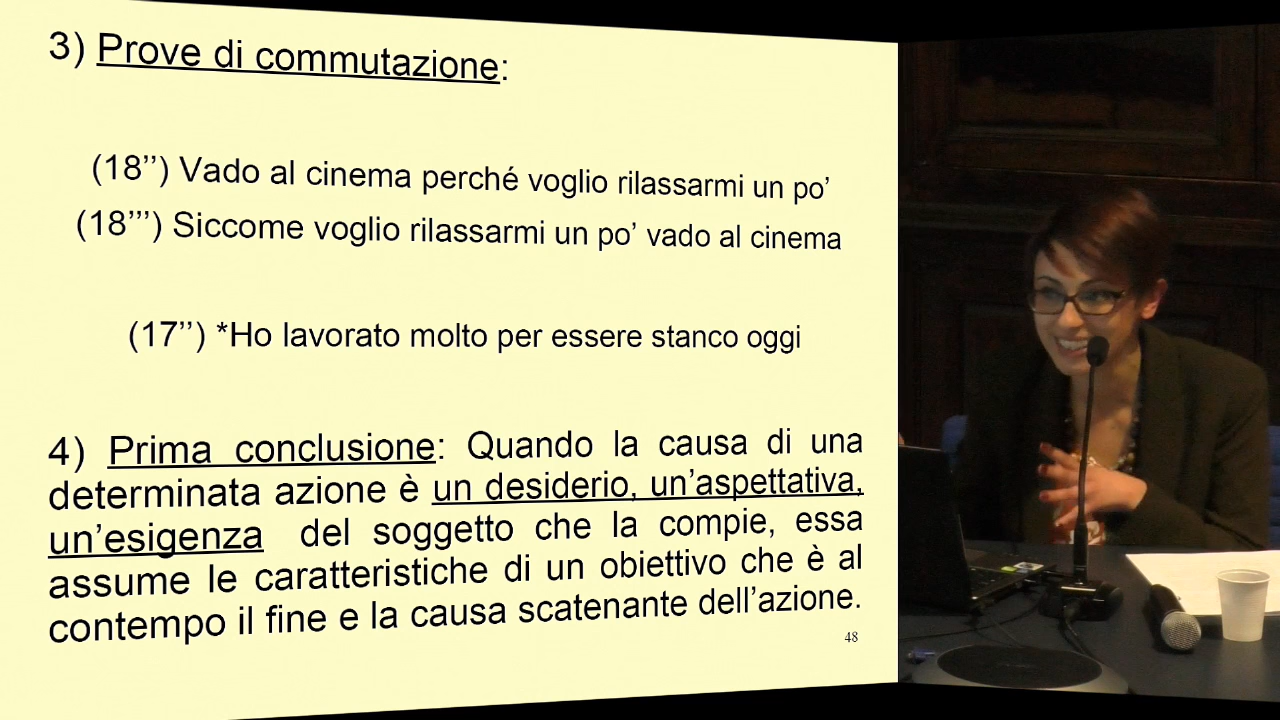 3) Prove di commutazione:
(18’’) Vado al cinema perché voglio rilassarmi un po’
(18’’’) Siccome voglio rilassarmi un po’ vado al cinema
(17’’) *Ho lavorato molto per essere stanco oggi
4) Prima conclusione: Quando la causa di una
determinata azione è un desiderio, un’aspettativa,
un’esigenza del soggetto che la compie, essa
assume le caratteristiche di un obiettivo che è al
contempo il fine e la causa scatenante dell’azione.
48